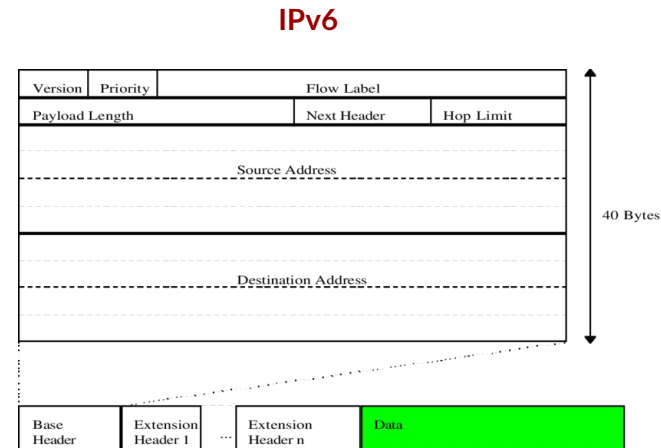 IPv6
Version Priority Flow Label
Payload Length Next Header Hop Limit
Source Address
40 Bytes
Destination Address
Base Extension Extension Data
Header Header 1 ... Header n